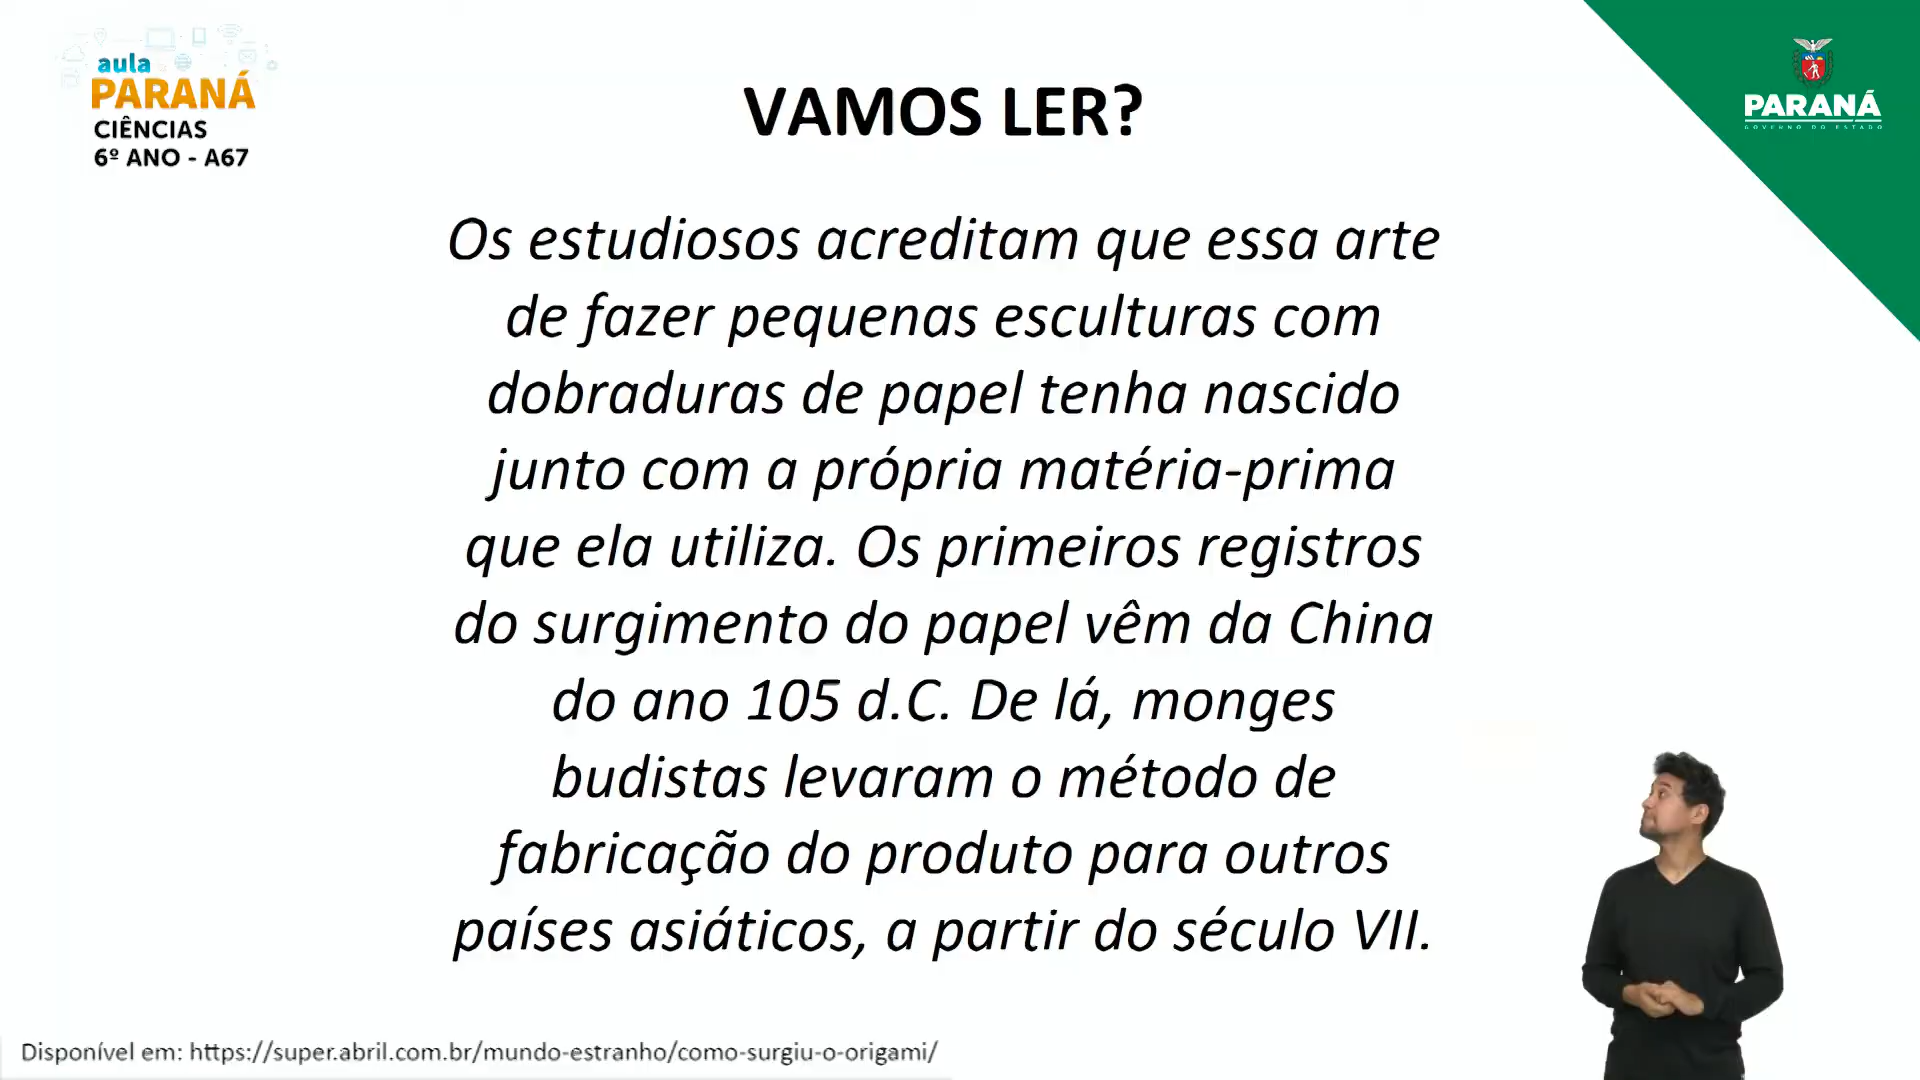 aula
PARANÁ
CIÊNCIAS
6º ANO - A67
VAMOS LER?
PARANÁ
GOVERNO DO ESTADO
Os estudiosos acreditam que essa arte
de fazer pequenas esculturas com
dobraduras de papel tenha nascido
junto com a própria matéria-prima
que ela utiliza. Os primeiros registros
do surgimento do papel vêm da China
do ano 105 d.C. De lá, monges
budistas levaram o método de
fabricação do produto para outros
países asiáticos, a partir do século VII.
Disponível em: https://super.abril.com.br/mundo-estranho/como-surgiu-o-origami/